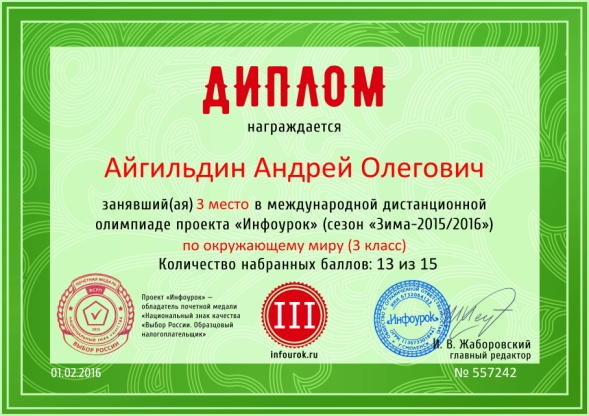 ДИПЛОМ
награждается
Айгильдин Андрей Олегович
занявший(ая) 3 место в международной дистанционной
олимпиаде проекта «Инфоурок» (сезон «Зима-2015/2016»)
по окружающему миру (3 класс)
Количество набранных баллов: 13 из 15
Проект «Инфоурок» —
обладатель почетной медали
«Национальный знак качества
«Выбор России. Образцовый
налогоплательщик»
ВЫБОР РОССИИ
III
infourok.ru
«Инфоурок»
И. В. Жаборовский
главный редактор
01.02.2016
№ 557242